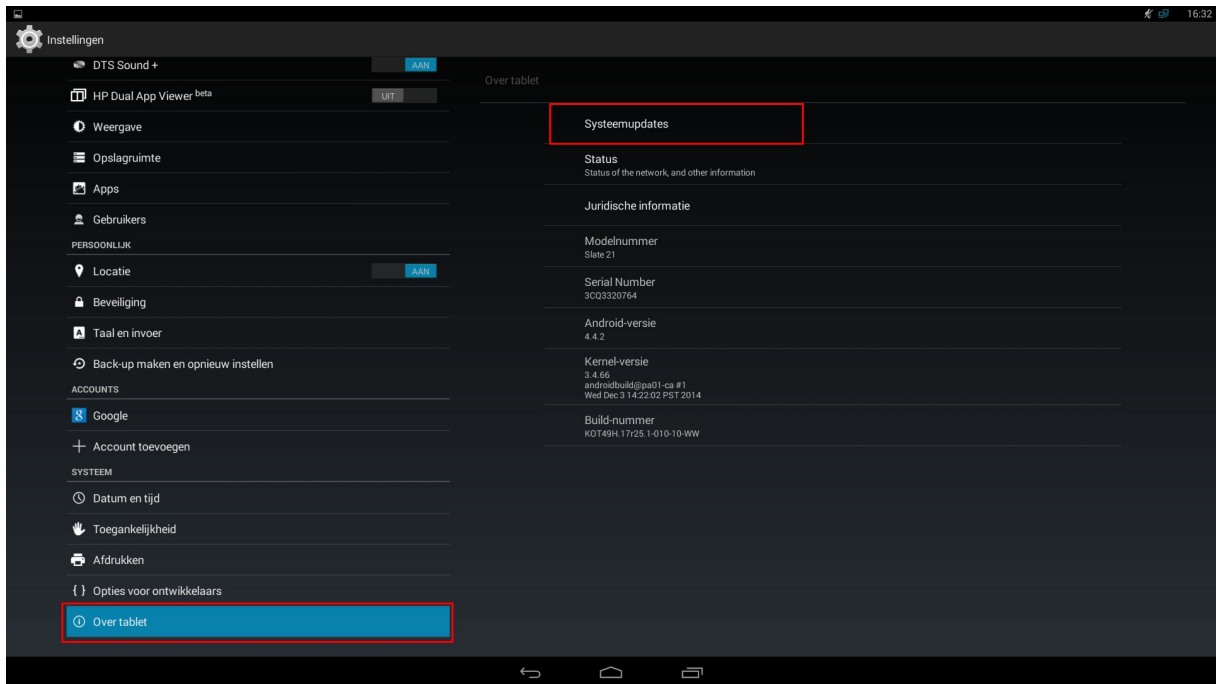 16:32
Instellingen
DTS Sound +
AAN
HP Dual App Viewer beta
UIT
Weergave
Opslagruimte
Apps
Gebruikers
PERSOONLIJK
Locatie
AAN
Beveiliging
A Taal en invoer
Back-up maken en opnieuw instellen
ACCOUNTS
8 Google
Account toevoegen
SYSTEEM
Datum en tijd
Toegankelijkheid
Afdrukken
{ } Opties voor ontwikkelaars
Over tablet
Over tablet
Systeemupdates
Status
Status of the network, and other information
Juridische informatie
Modelnummer
Slate 21
Serial Number
3CQ3320764
Android-versie
4.4.2
Kernel-versie
3.4.66
androidbuild@pa01-ca #1
Wed Dec 3 14:22:02 PST 2014
Build-nummer
KOT49H.17r25.1-010-10-WW